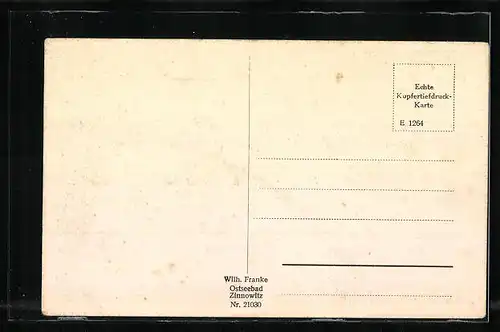 Echte
Kupfertiefdruck-
Karte
E 1264
Wilh. Franke
Ostseebad
Zinnowitz
Nr. 21030